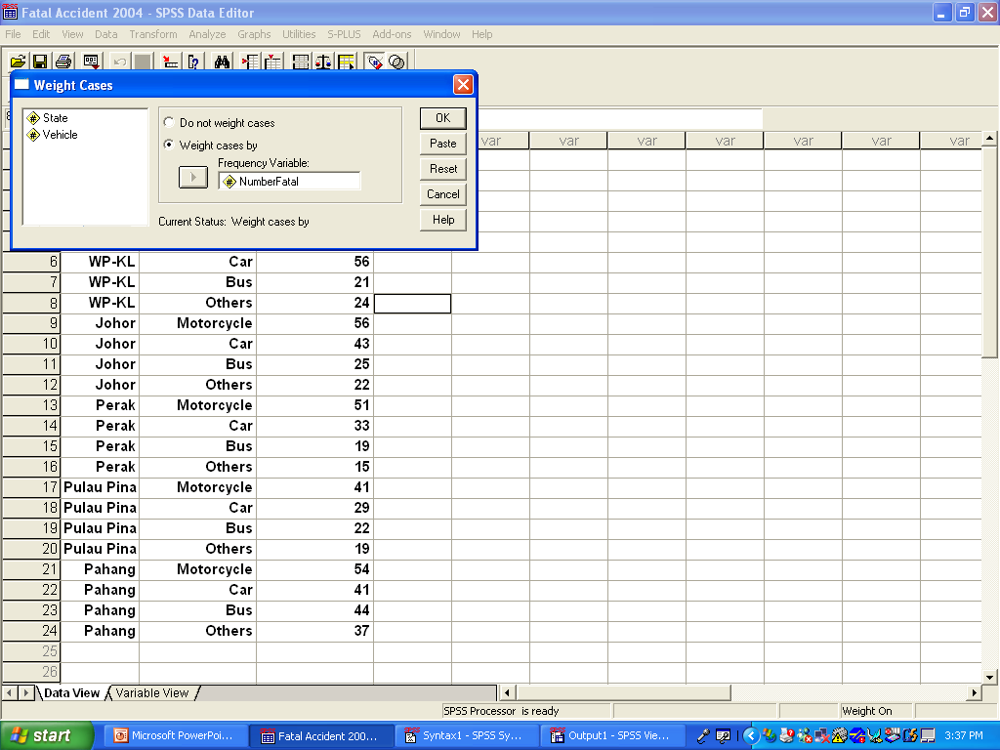 Fatal Accident 2004 - SPSS Data Editor
File Edit View Data Transform Analyze Graphs Utilities S-PLUS Add-ons Window Help
Weight Cases
State
Vehicle
Do not weight cases
Weight cases by
Frequency Variable:
NumberFatal
Current Status: Weight cases by
OK
Paste
Reset
Cancel
Help
var var var var var var var
6 WP-KL Car 56
7 WP-KL Bus 21
8 WP-KL Others 24
9 Johor Motorcycle 56
10 Johor Car 43
11 Johor Bus 25
12 Johor Others 22
13 Perak Motorcycle 51
14 Perak Car 33
15 Perak Bus 19
16 Perak Others 15
17 Pulau Pina Motorcycle 41
18 Pulau Pina Car 29
19 Pulau Pina Bus 22
20 Pulau Pina Others 19
21 Pahang Motorcycle 54
22 Pahang Car 41
23 Pahang Bus 44
24 Pahang Others 37
25
26
Data View Variable View
SPSS Processor is ready Weight On
start Microsoft PowerPoi... Fatal Accident 200... Syntax1 - SPSS Sy... Output1 - SPSS Vie... 3:37 PM